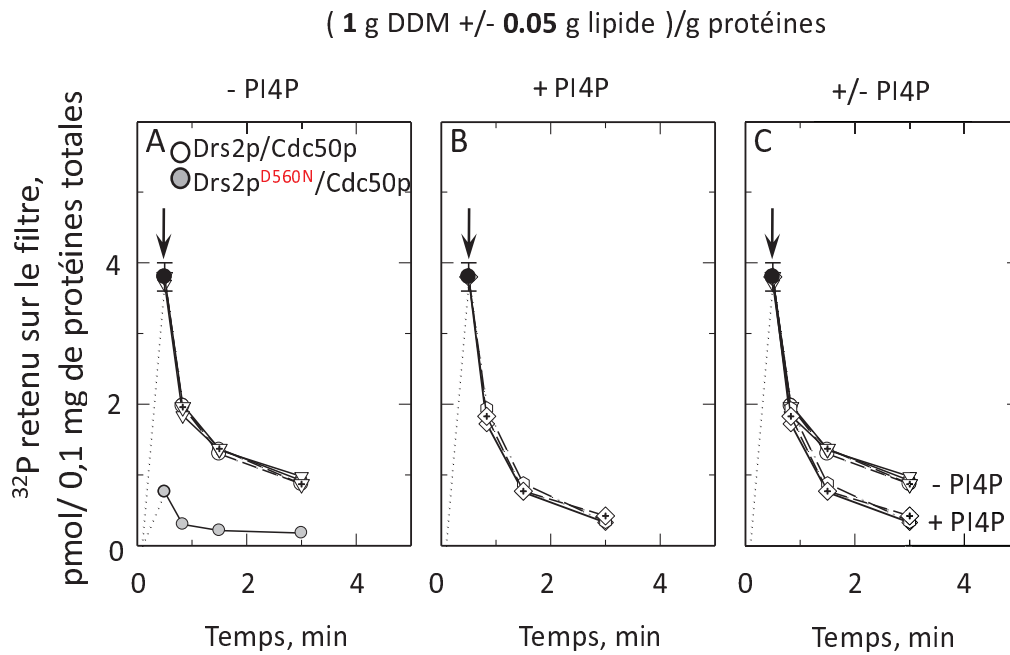 ( 1 g DDM +/- 0.05 g lipide )/g protéines
- PI4P
+ PI4P
+/- PI4P
32P retenu sur le filtre,
pmol/ 0,1 mg de protéines totales
A
Drs2p/Cdc50p
Drs2pD560N/Cdc50p
B
C
4
2
0
- PI4P
+ PI4P
0 2 4
0 2 4
0 2 4
Temps, min
Temps, min
Temps, min